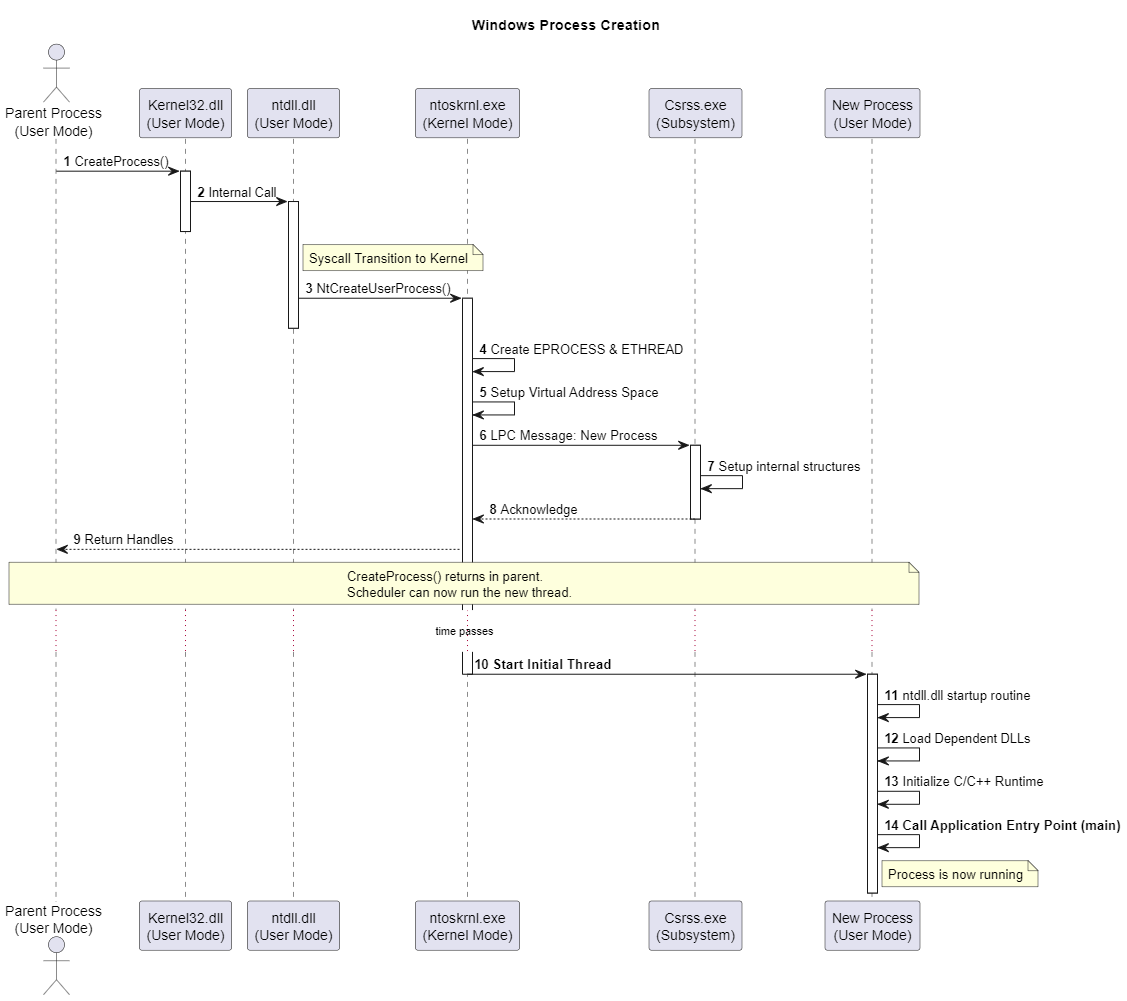 Windows Process Creation
Parent Process
(User Mode)
Kernel32.dll
(User Mode)
ntdll.dll
(User Mode)
ntoskrnl.exe
(Kernel Mode)
Csrss.exe
(Subsystem)
New Process
(User Mode)
1 CreateProcess()
2 Internal Call
Syscall Transition to Kernel
3 NtCreateUserProcess()
4 Create EPROCESS & ETHREAD
5 Setup Virtual Address Space
6 LPC Message: New Process
7 Setup internal structures
8 Acknowledge
9 Return Handles
CreateProcess() returns in parent.
Scheduler can now run the new thread.
time passes
10 Start Initial Thread
11 ntdll.dll startup routine
12 Load Dependent DLLs
13 Initialize C/C++ Runtime
14 Call Application Entry Point (main)
Process is now running
Parent Process
(User Mode)
Kernel32.dll
(User Mode)
ntdll.dll
(User Mode)
ntoskrnl.exe
(Kernel Mode)
Csrss.exe
(Subsystem)
New Process
(User Mode)